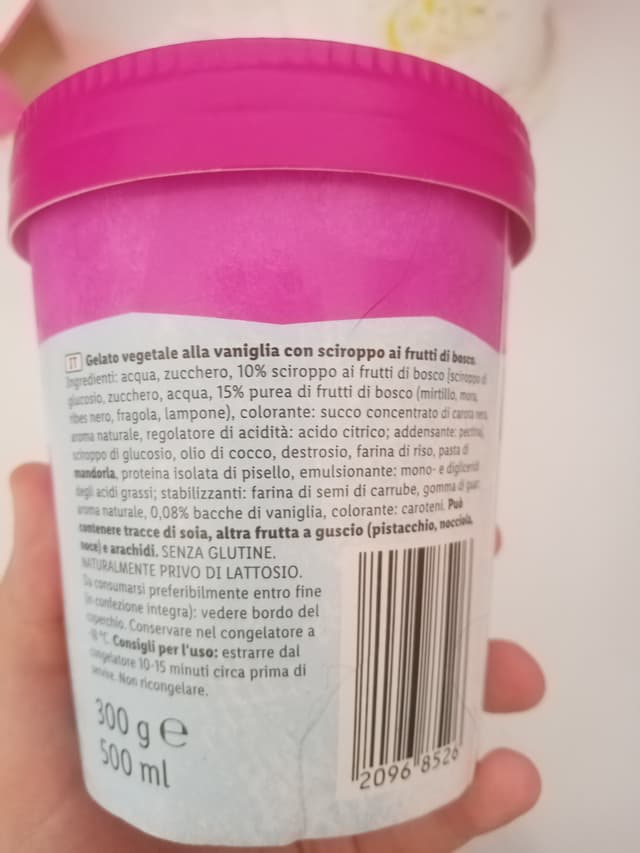 IT Gelato vegetale alla vaniglia con sciroppo ai frutti di bosco.
Ingredienti: acqua, zucchero, 10% sciroppo ai frutti di bosco [sciroppo di
glucosio, zucchero, acqua, 15% purea di frutti di bosco (mirtillo, mora,
ribes nero, fragola, lampone), colorante: succo concentrato di carota nera,
aroma naturale, regolatore di acidità: acido citrico; addensante: pectina],
sciroppo di glucosio, olio di cocco, destrosio, farina di riso, pasta di
mandorla, proteina isolata di pisello, emulsionante: mono- e digliceridi
degli acidi grassi; stabilizzanti: farina di semi di carrube, gomma di guar;
aroma naturale, 0,08% bacche di vaniglia, colorante: caroteni. Può
contenere tracce di soia, altra frutta a guscio (pistacchio, nocciola,
noce) e arachidi. SENZA GLUTINE.
NATURALMENTE PRIVO DI LATTOSIO.
Da consumarsi preferibilmente entro fine
(in confezione integra): vedere bordo del
coperchio. Conservare nel congelatore a
-18 °C. Consigli per l'uso: estrarre dal
congelatore 10-15 minuti circa prima di
servire. Non ricongelare.
300 g e
500 ml
2096 8526